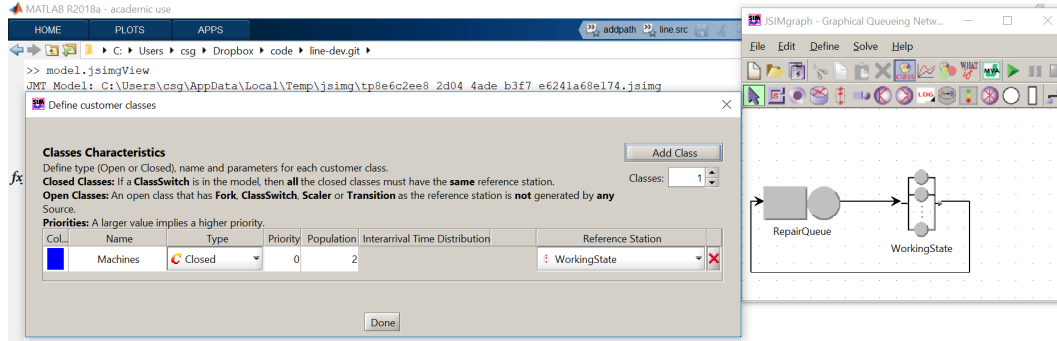 MATLAB R2018a - academic use
HOME PLOTS APPS
addpath line.src
C: Users csg Dropbox code line-dev.git
>> model.jsimgView
JMT Model: C:\Users\csg\AppData\Local\Temp\jsimg\tp8e6c2ee8_2d04_4ade_b3f7_e6241a68e174.jsimg
fx
Define customer classes
Classes Characteristics
Define type (Open or Closed), name and parameters for each customer class.
Closed Classes: If a ClassSwitch is in the model, then all the closed classes must have the same reference station.
Open Classes: An open class that has Fork, ClassSwitch, Scaler or Transition as the reference station is not generated by any
Source.
Priorities: A larger value implies a higher priority.
Add Class
Classes: 1
Col... Name Type Priority Population Interarrival Time Distribution Reference Station
Machines Closed 0 2 WorkingState
Done
JSIMgraph - Graphical Queueing Netw...
File Edit Define Solve Help
CLASS WHAT IF MVA
LOG
RepairQueue
WorkingState